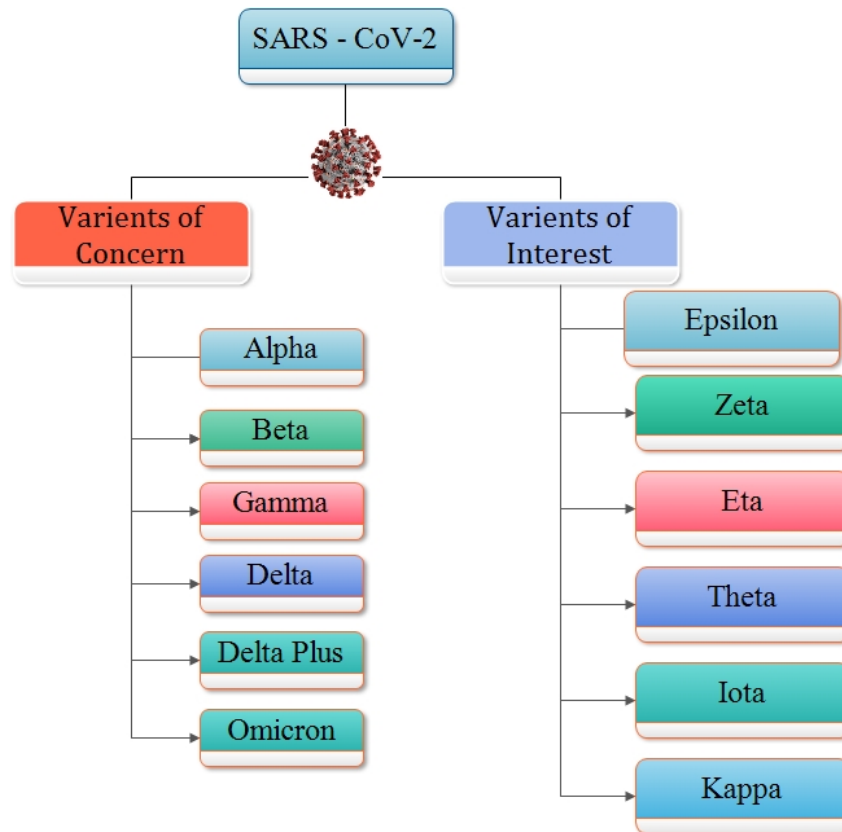 SARS - CoV-2
Varients of
Concern
Alpha
Beta
Gamma
Delta
Delta Plus
Omicron
Varients of
Interest
Epsilon
Zeta
Eta
Theta
Iota
Kappa